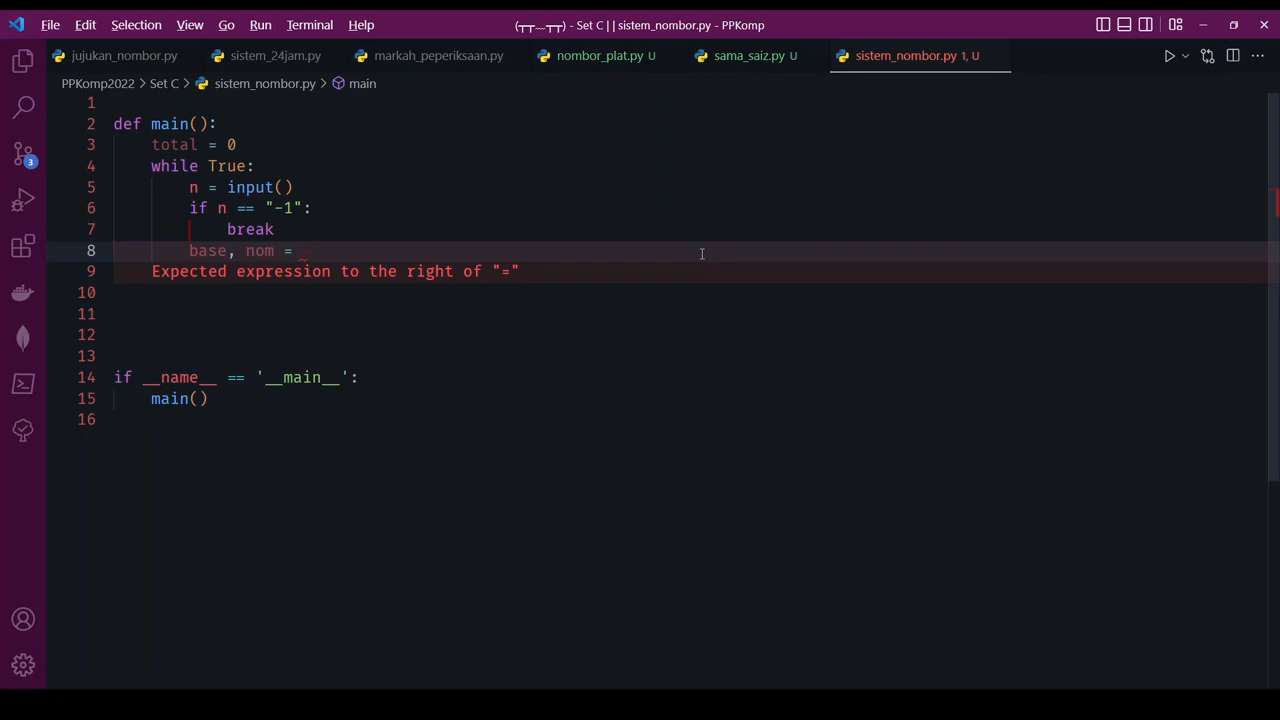 File Edit Selection View Go Run Terminal Help (┬┬﹏┬┬) - Set C | | sistem_nombor.py - PPKomp
jujukan_nombor.py sistem_24jam.py markah_peperiksaan.py nombor_plat.py U sama_saiz.py U sistem_nombor.py 1, U
PPKomp2022 > Set C > sistem_nombor.py > main
1
2 def main():
3 total = 0
4 while True:
5 n = input()
6 if n == "-1":
7 break
8 base, nom =
9 Expected expression to the right of "="
10
11
12
13
14 if __name__ == '__main__':
15 main()
16
3